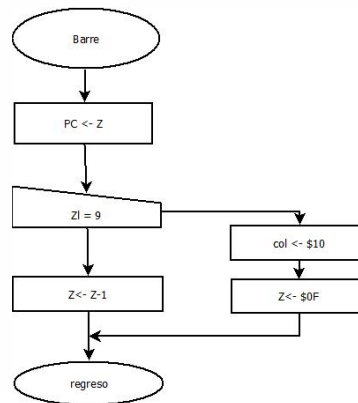 Barre
PC <- Z
Zl = 9
col <- $10
Z<- Z-1
Z<- $0F
regreso